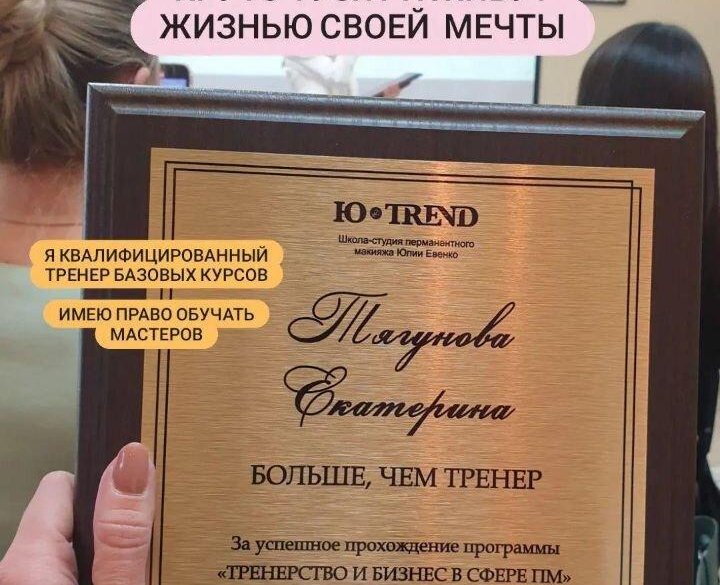 ЖИЗНЬЮ СВОЕЙ МЕЧТЫ
Ю TREND
Школа-студия перманентного
макияжа Юлии Евенко
Я КВАЛИФИЦИРОВАННЫЙ
ТРЕНЕР БАЗОВЫХ КУРСОВ
ИМЕЮ ПРАВО ОБУЧАТЬ
МАСТЕРОВ
Тягунова
Екатерина
БОЛЬШЕ, ЧЕМ ТРЕНЕР
За успешное прохождение программы
«ТРЕНЕРСТВО И БИЗНЕС В СФЕРЕ ПМ»